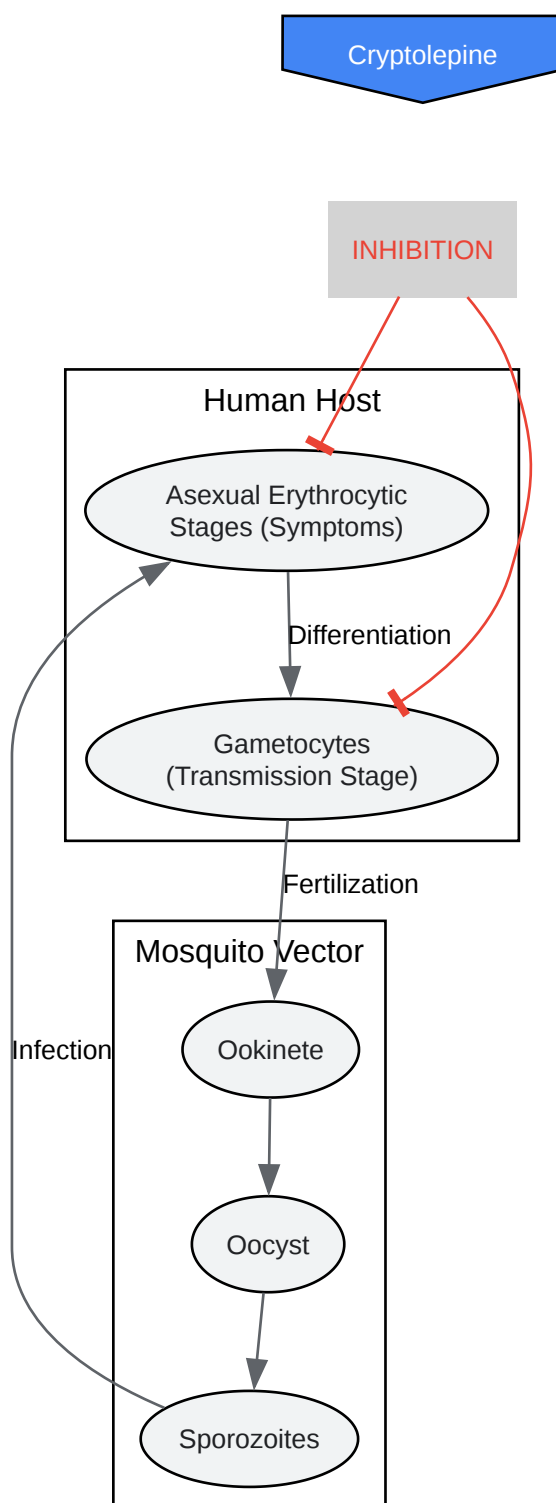 Cryptolepine
INHIBITION
Human Host
Asexual Erythrocytic
Stages (Symptoms)
Differentiation
Gametocytes
(Transmission Stage)
Fertilization
Mosquito Vector
Ookinete
Infection
Oocyst
Sporozoites